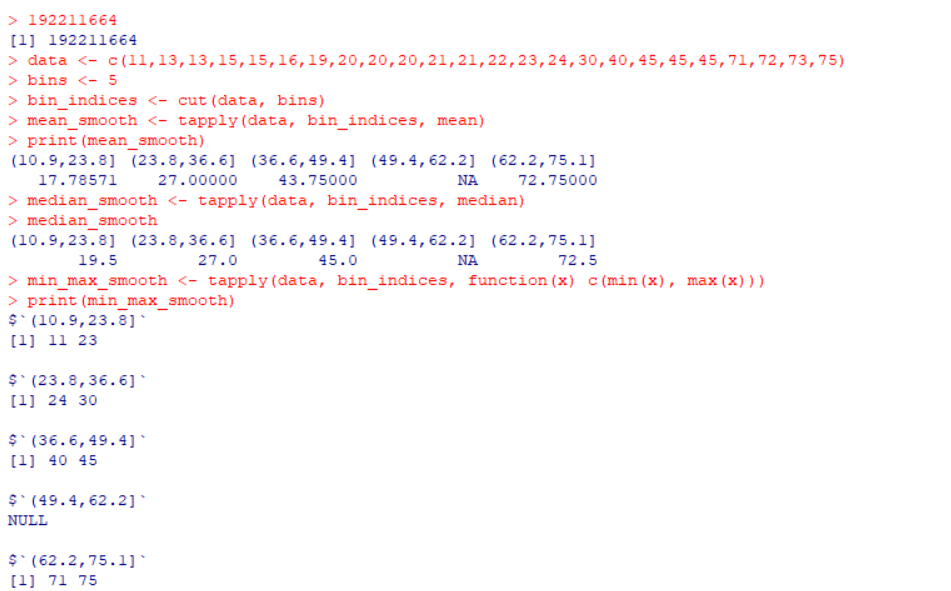 > 192211664
[1] 192211664
> data <- c(11,13,13,15,15,16,19,20,20,20,21,21,22,23,24,30,40,45,45,45,71,72,73,75)
> bins <- 5
> bin_indices <- cut(data, bins)
> mean_smooth <- tapply(data, bin_indices, mean)
> print(mean_smooth)
(10.9,23.8] (23.8,36.6] (36.6,49.4] (49.4,62.2] (62.2,75.1]
17.78571 27.00000 43.75000 NA 72.75000
> median_smooth <- tapply(data, bin_indices, median)
> median_smooth
(10.9,23.8] (23.8,36.6] (36.6,49.4] (49.4,62.2] (62.2,75.1]
19.5 27.0 45.0 NA 72.5
> min_max_smooth <- tapply(data, bin_indices, function(x) c(min(x), max(x)))
> print(min_max_smooth)
$`(10.9,23.8]`
[1] 11 23
$`(23.8,36.6]`
[1] 24 30
$`(36.6,49.4]`
[1] 40 45
$`(49.4,62.2]`
NULL
$`(62.2,75.1]`
[1] 71 75